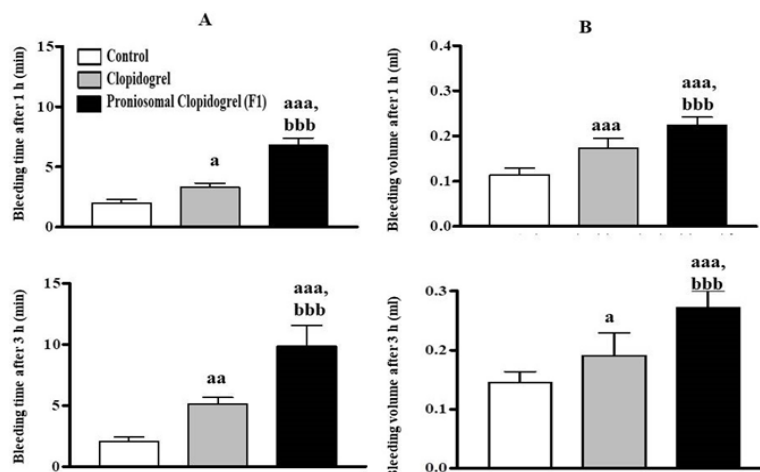 A
Bleeding time after 1 h (min)
15
10
5
0
Control
Clopidogrel
Proniosomal Clopidogrel (F1)
a
aaa,
bbb
B
Bleeding volume after 1 h (ml)
0.4
0.3
0.2
0.1
0.0
aaa
aaa,
bbb
Bleeding time after 3 h (min)
15
10
5
0
aa
aaa,
bbb
Bleeding volume after 3 h (ml)
0.3
0.2
0.1
0.0
a
aaa,
bbb